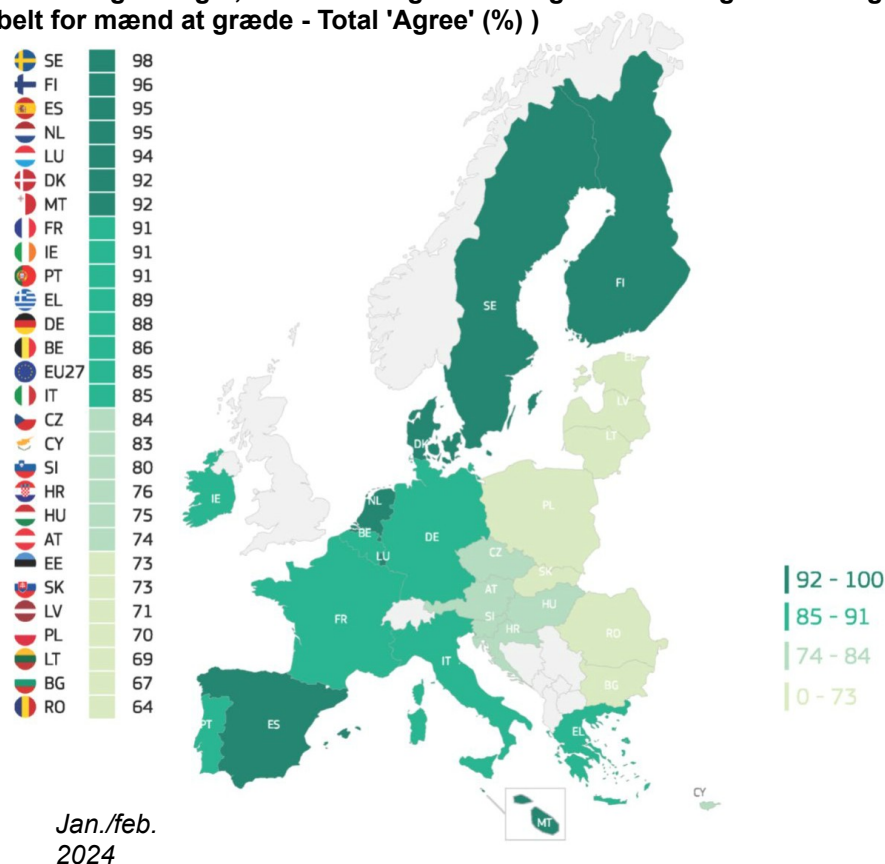 belt for mænd at græde - Total 'Agree' (%) )
SE 98
FI 96
ES 95
NL 95
LU 94
DK 92
MT 92
FR 91
IE 91
PT 91
EL 89
DE 88
BE 86
EU27 85
IT 85
CZ 84
CY 83
SI 80
HR 76
HU 75
AT 74
EE 73
SK 73
LV 71
PL 70
LT 69
BG 67
RO 64
FI
SE
EE
LV
LT
DK
IE
NL
PL
BE
DE
LU
CZ
SK
AT
HU
FR
SI
HR
RO
IT
BG
PT
ES
EL
CY
MT
92 - 100
85 - 91
74 - 84
0 - 73
Jan./feb.
2024